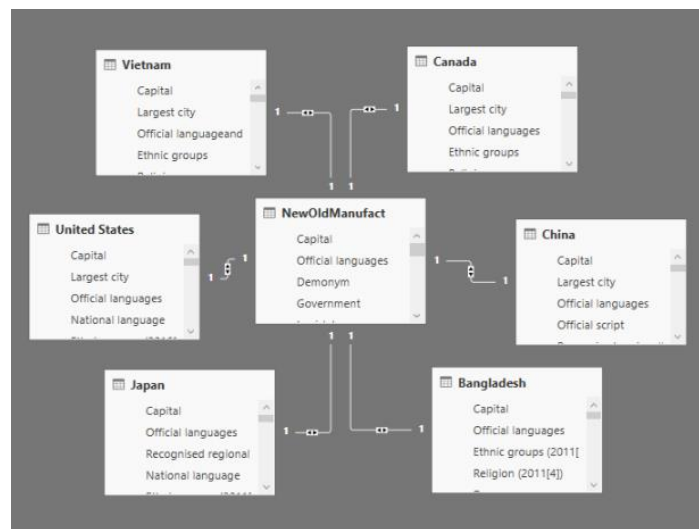 Vietnam
Capital
Largest city
Official languageand
Ethnic groups
1
1
Canada
Capital
Largest city
Official languages
Ethnic groups
1
1
United States
Capital
Largest city
Official languages
National language
1
1
NewOldManufact
Capital
Official languages
Demonym
Government
China
Capital
Largest city
Official languages
Official script
1
1
Japan
Capital
Official languages
Recognised regional
National language
1
1
Bangladesh
Capital
Official languages
Ethnic groups (2011[
Religion (2011[4])
1
1